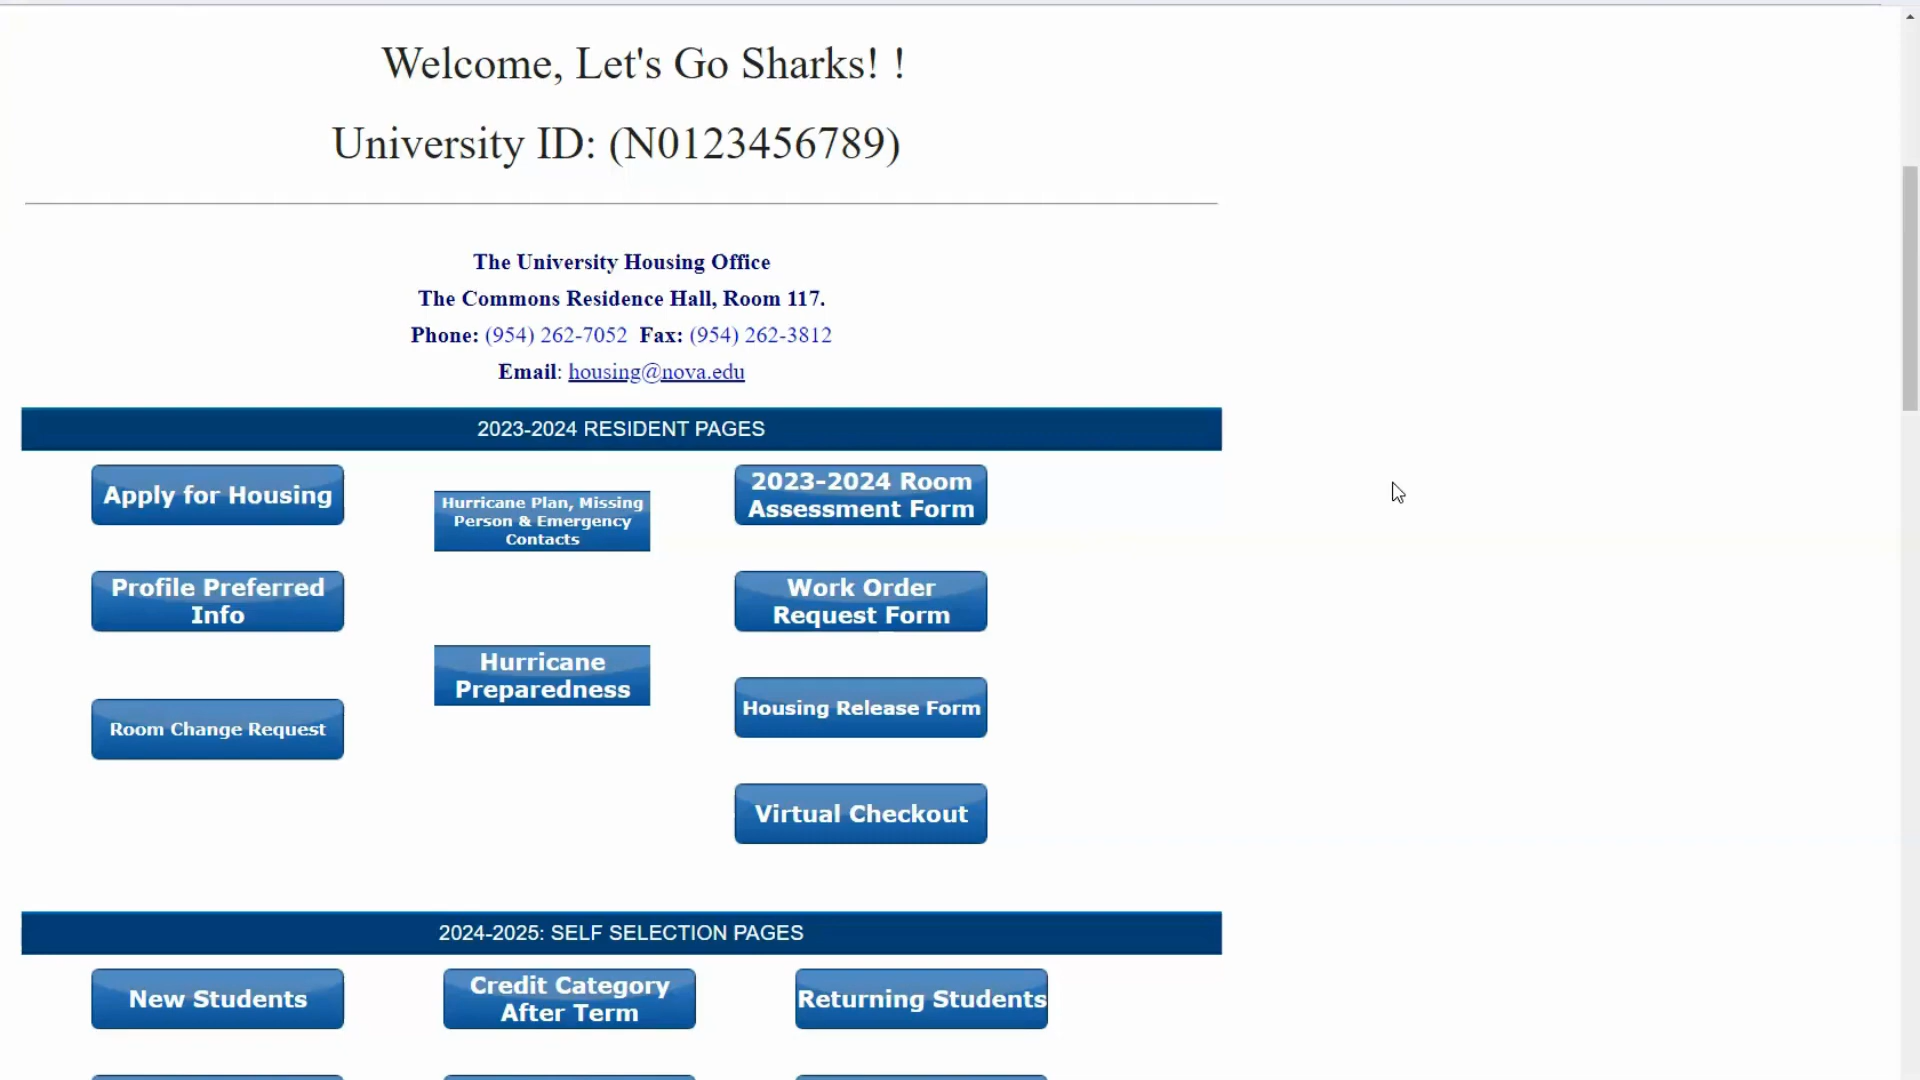 Welcome, Let's Go Sharks! !
University ID: (N0123456789)
The University Housing Office
The Commons Residence Hall, Room 117.
Phone: (954) 262-7052 Fax: (954) 262-3812
Email: housing@nova.edu
2023-2024 RESIDENT PAGES
Apply for Housing
Hurricane Plan, Missing
Person & Emergency
Contacts
2023-2024 Room
Assessment Form
Profile Preferred
Info
Work Order
Request Form
Hurricane
Preparedness
Housing Release Form
Room Change Request
Virtual Checkout
2024-2025: SELF SELECTION PAGES
New Students
Credit Category
After Term
Returning Students